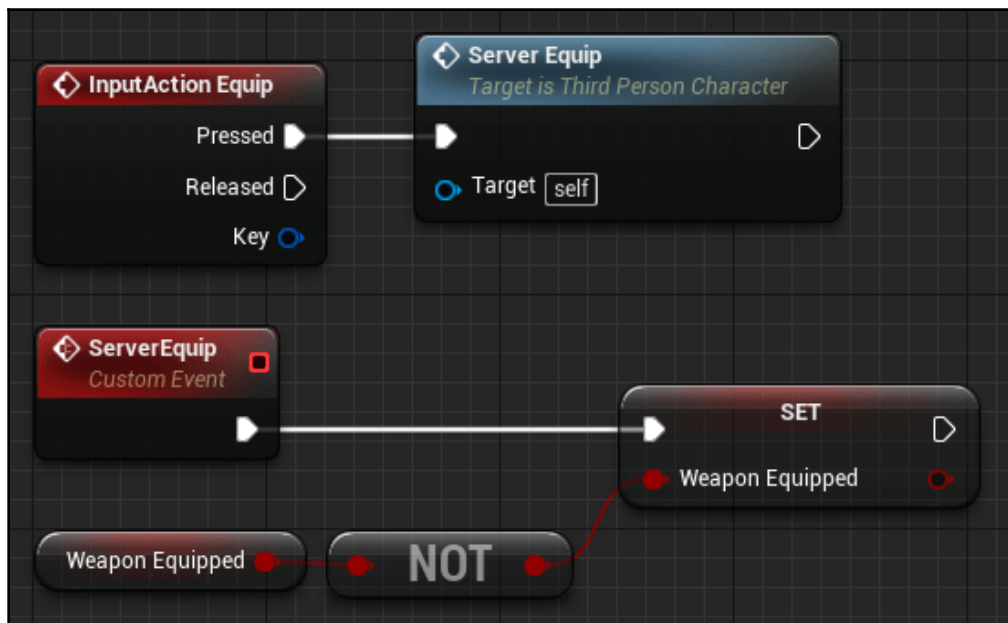 InputAction Equip
Pressed
Released
Key
Server Equip
Target is Third Person Character
Target self
ServerEquip
Custom Event
SET
Weapon Equipped
Weapon Equipped
NOT